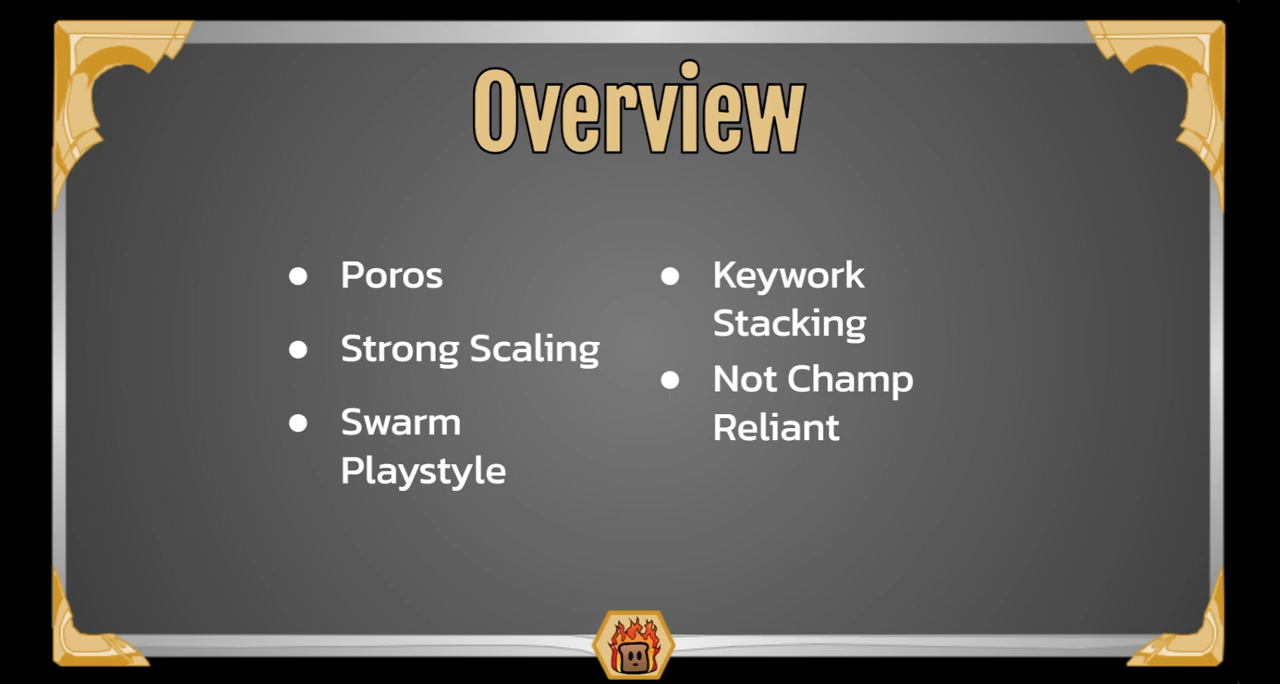 Overview
Poros
Strong Scaling
Swarm
Playstyle
Keywork
Stacking
Not Champ
Reliant